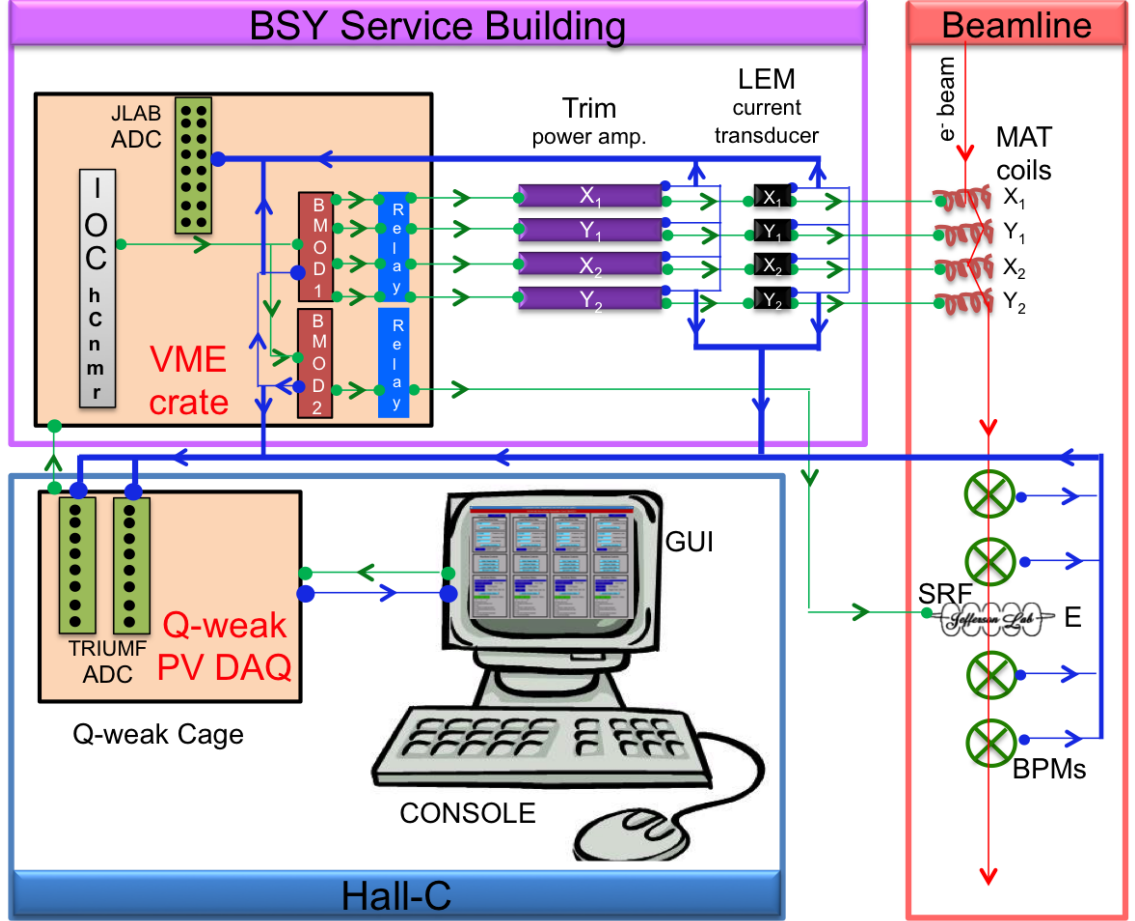 BSY Service Building
Beamline
JLAB
ADC
I
O
C
h
C
n
m
r
VME
crate
B
M
O
D
1
R
e
l
a
y
B
M
O
D
2
R
e
l
a
y
Trim
power amp.
X1
Y1
X2
Y2
LEM
current
transducer
X1
Y1
X2
Y2
e- beam
MAT
coils
X1
Y1
X2
Y2
SRF
Jefferson Lab
E
BPMs
TRIUMF
ADC
Q-weak
PV DAQ
Q-weak Cage
GUI
CONSOLE
Hall-C